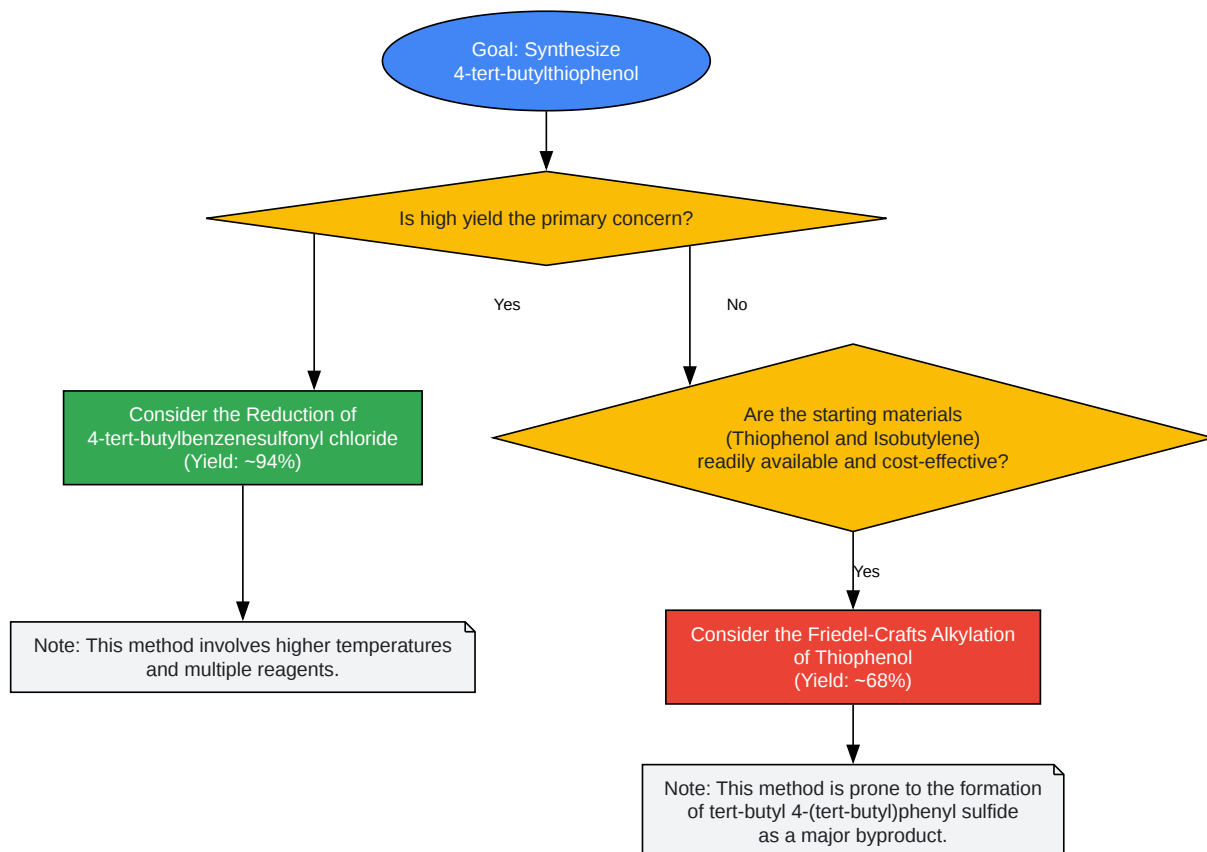 Goal: Synthesize
4-tert-butylthiophenol
Is high yield the primary concern?
Yes
No
Consider the Reduction of
4-tert-butylbenzenesulfonyl chloride
(Yield: ~94%)
Are the starting materials
(Thiophenol and Isobutylene)
readily available and cost-effective?
Yes
Note: This method involves higher temperatures
and multiple reagents.
Consider the Friedel-Crafts Alkylation
of Thiophenol
(Yield: ~68%)
Note: This method is prone to the formation
of tert-butyl 4-(tert-butyl)phenyl sulfide
as a major byproduct.